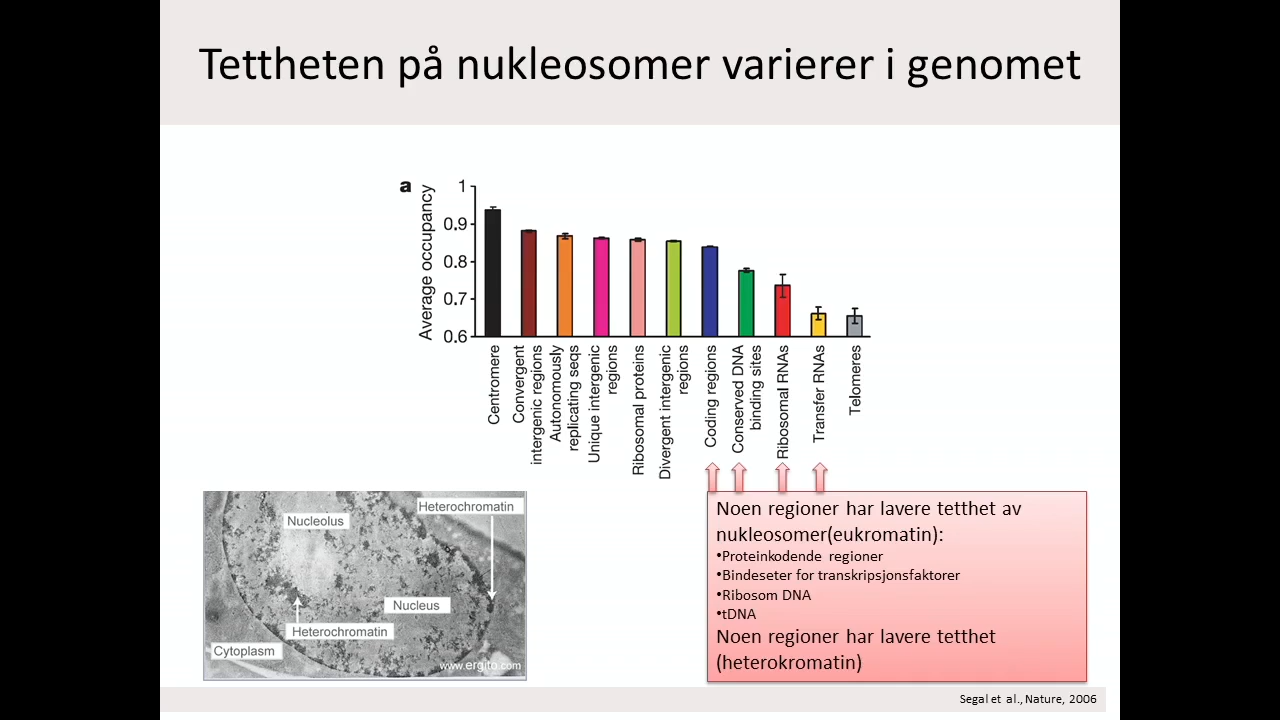 Tettheten på nukleosomer varierer i genomet
a
Average occupancy
1
0.9
0.8
0.7
0.6
Centromere
Convergent
intergenic regions
Autonomously
replicating seqs
Unique intergenic
regions
Ribosomal proteins
Divergent intergenic
regions
Coding regions
Conserved DNA
binding sites
Ribosomal RNAs
Transfer RNAs
Telomeres
Heterochromatin
Nucleolus
Nucleus
Heterochromatin
Cytoplasm
www.ergito.com
Noen regioner har lavere tetthet av
nukleosomer(eukromatin):
•Proteinkodende regioner
•Bindeseter for transkripsjonsfaktorer
•Ribosom DNA
•tDNA
Noen regioner har lavere tetthet
(heterokromatin)
Segal et al., Nature, 2006